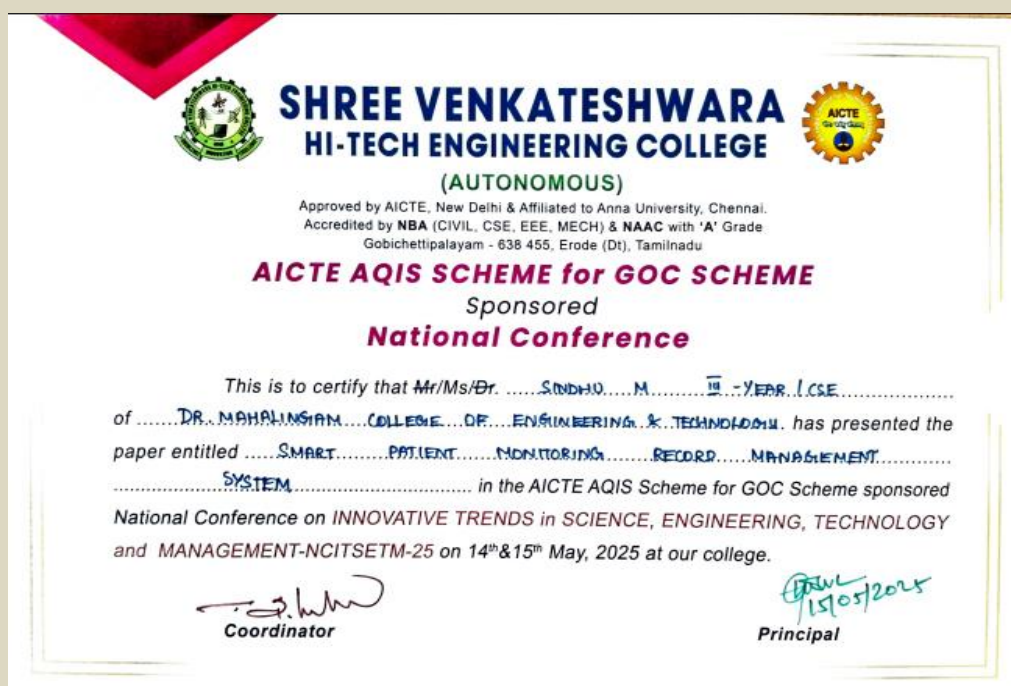 SHREE VENKATESHWARA
HI-TECH ENGINEERING COLLEGE
AICTE
(AUTONOMOUS)
Approved by AICTE, New Delhi & Affiliated to Anna University, Chennai.
Accredited by NBA (CIVIL, CSE, EEE, MECH) & NAAC with 'A' Grade
Gobichettipalayam - 638 455, Erode (Dt), Tamilnadu
AICTE AQIS SCHEME for GOC SCHEME
Sponsored
National Conference
This is to certify that Mr/Ms/Dr. ..... SINDHU M III -YEAR / CSE ....................
of ...... DR. MAHALINGAM .... COLLEGE ... OF .... ENGINEERING .. & .. TECHNOLOGY . has presented the
paper entitled ..... SMART ....... PATIENT ..... MONITORING ....... RECORD ..... MANAGEMENT ............
.................... SYSTEM .................................. in the AICTE AQIS Scheme for GOC Scheme sponsored
National Conference on INNOVATIVE TRENDS in SCIENCE, ENGINEERING, TECHNOLOGY
and MANAGEMENT-NCITSETM-25 on 14th&15th May, 2025 at our college.
15/05/2025
Coordinator
Principal